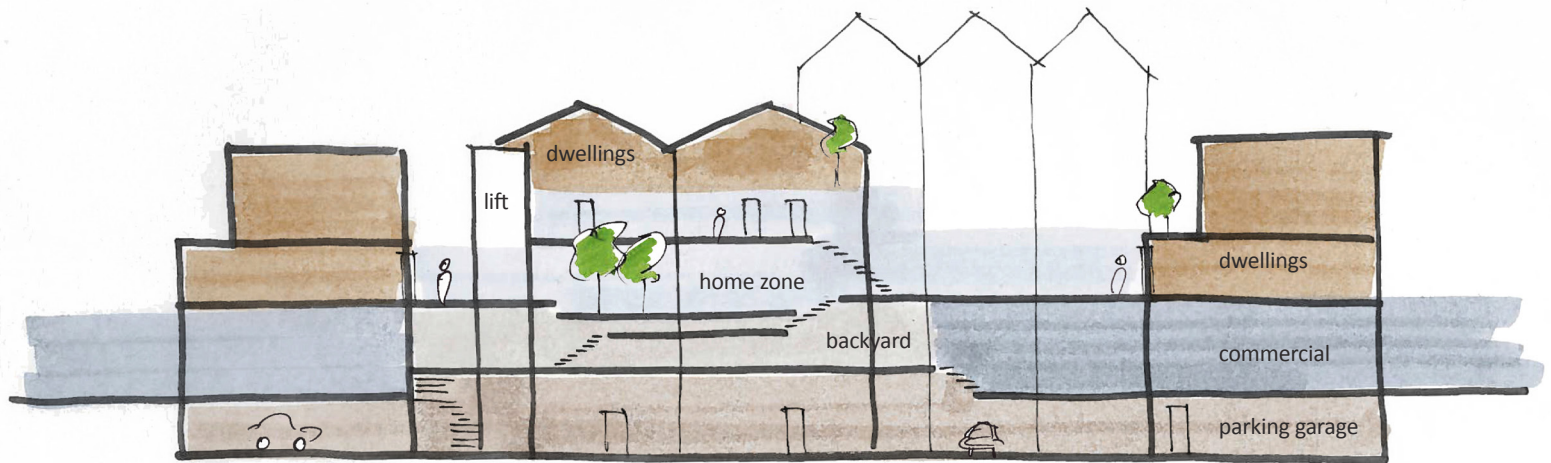 dwellings
lift
dwellings
home zone
backyard
commercial
parking garage